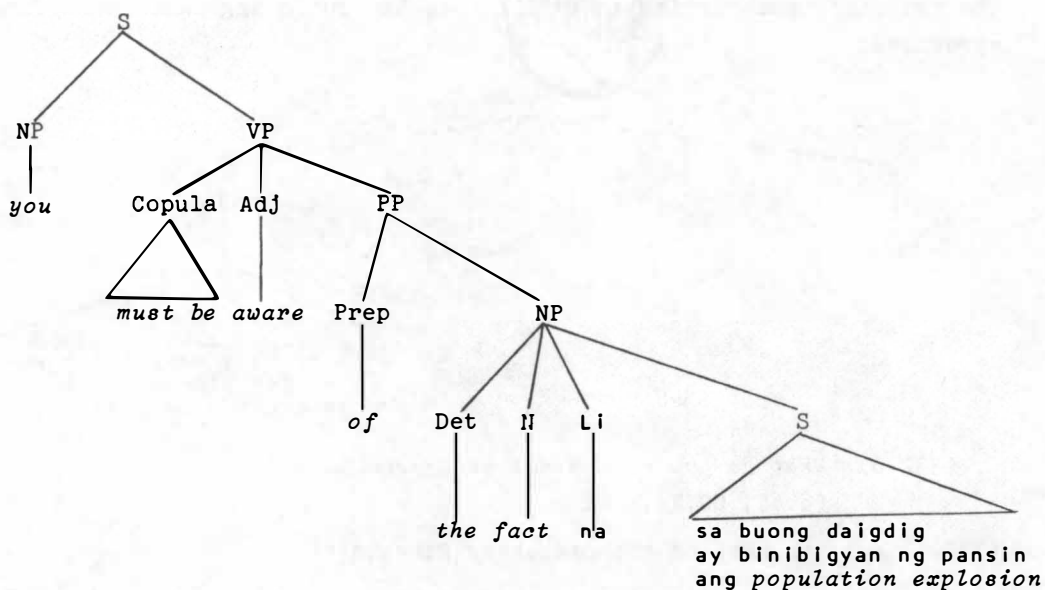 S
NP VP
you Copula Adj PP
must be aware Prep NP
of Det N Li S
the fact na sa buong daigdig
ay binibigyan ng pansin
ang population explosion